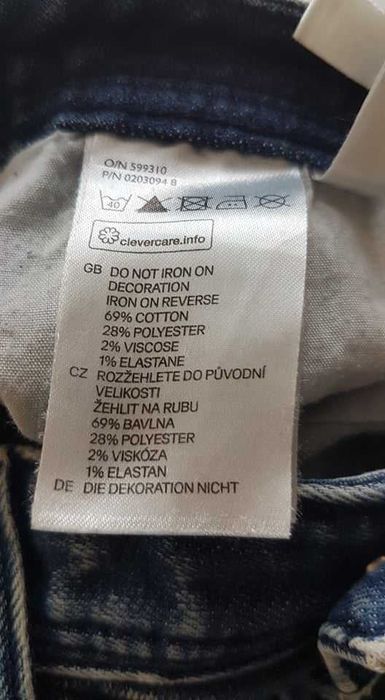 O/N 599310
P/N 0203094 8
40
clevercare.info
GB DO NOT IRON ON
DECORATION
IRON ON REVERSE
69% COTTON
28% POLYESTER
2% VISCOSE
1% ELASTANE
CZ ROZŽEHLETE DO PŮVODNÍ
VELIKOSTI
ŽEHLIT NA RUBU
69% BAVLNA
28% POLYESTER
2% VISKÓZA
1% ELASTAN
DE DIE DEKORATION NICHT